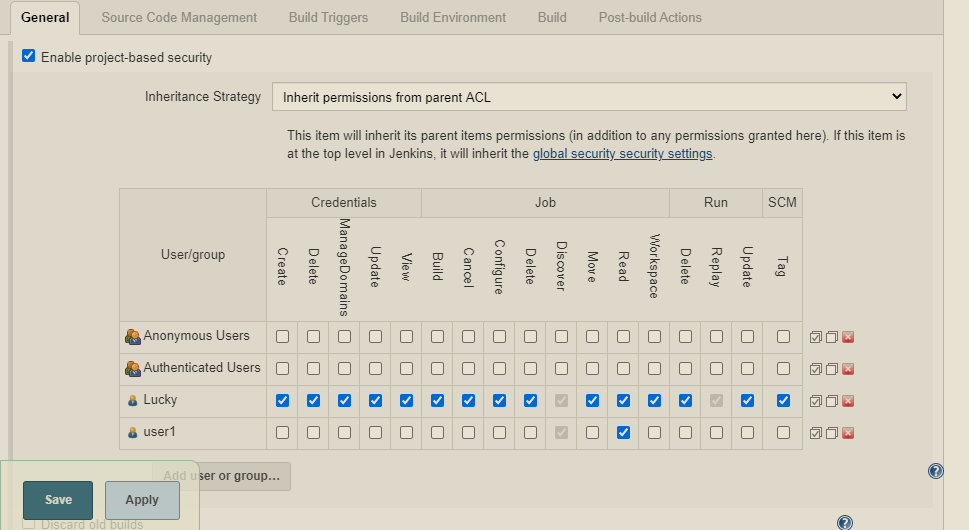 General Source Code Management Build Triggers Build Environment Build Post-build Actions
Enable project-based security
Inheritance Strategy Inherit permissions from parent ACL
This item will inherit its parent items permissions (in addition to any permissions granted here). If this item is
at the top level in Jenkins, it will inherit the global security security settings.
User/group Credentials Job Run SCM
Create Delete ManageDomains Update View Build Cancel Configure Delete Discover Move Read Workspace Delete Replay Update Tag
Anonymous Users
Authenticated Users
Lucky
user1
Add user or group...
Save Apply
Discard old builds